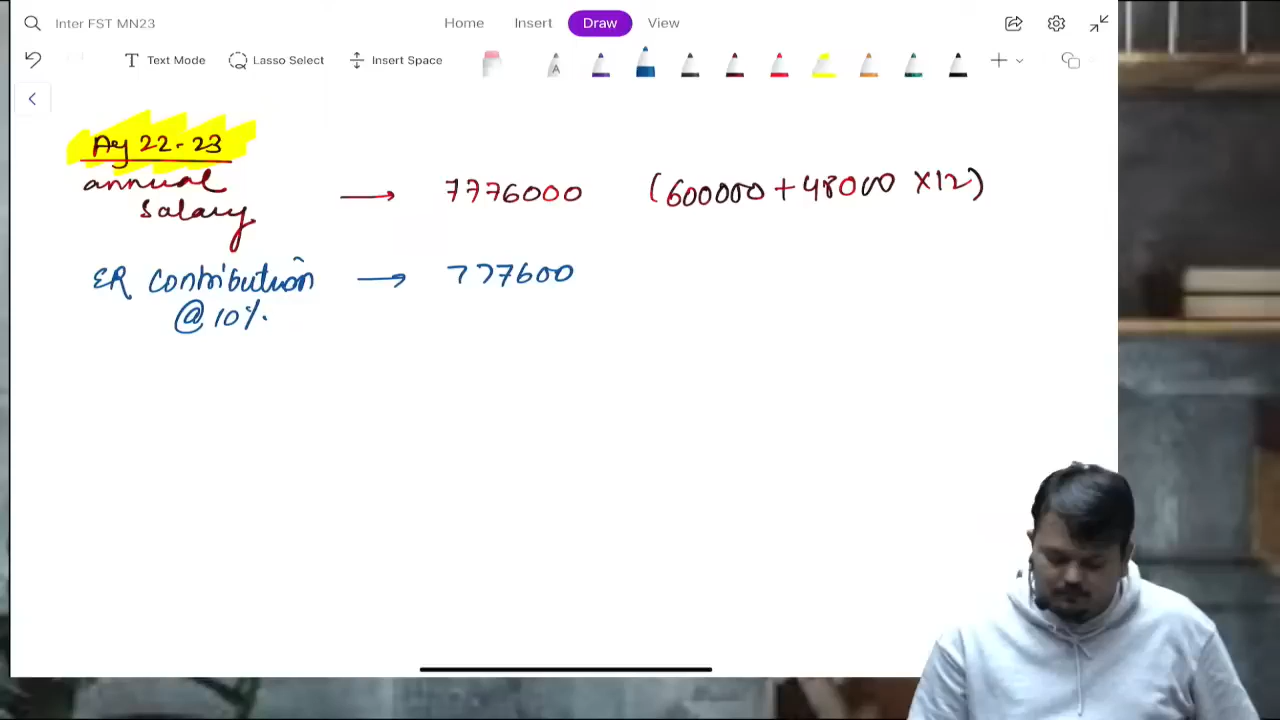 Inter FST MN23
Home Insert Draw View
Text Mode Lasso Select Insert Space
Ay 22-23
annual → 7776000 (600000 + 48000 X12)
salary
ER Contribution → 777600
@ 10%.